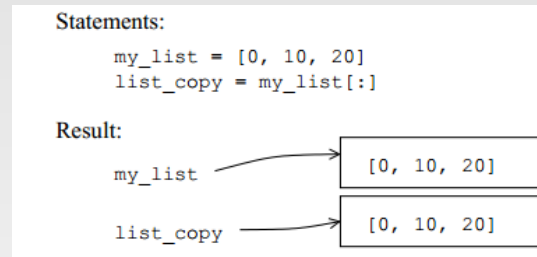 Statements:
my_list = [0, 10, 20]
list_copy = my_list[:]
Result:
my_list
[0, 10, 20]
list_copy
[0, 10, 20]